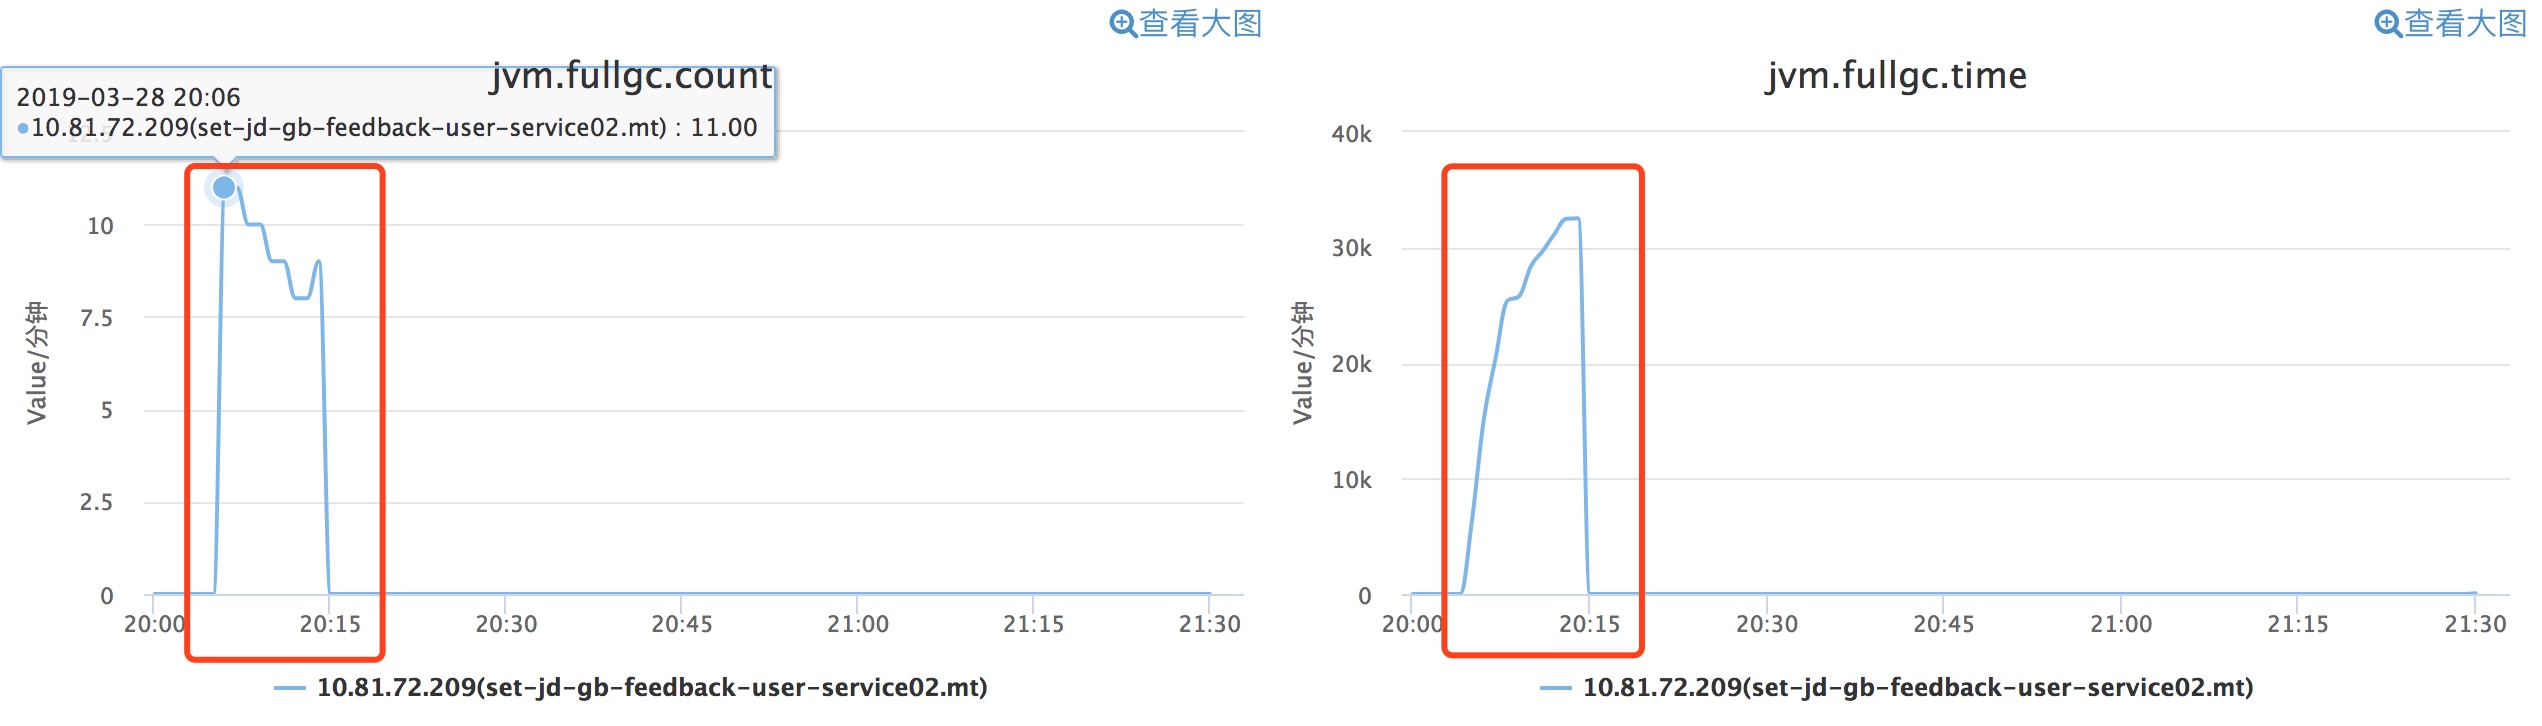 查看大图
jvm.fullgc.count
2019-03-28 20:06
10.81.72.209(set-jd-gb-feedback-user-service02.mt) : 11.00
12.5
10
7.5
5
2.5
0
Value/分钟
20:00 20:15 20:30 20:45 21:00 21:15 21:30
10.81.72.209(set-jd-gb-feedback-user-service02.mt)
查看大图
jvm.fullgc.time
40k
30k
20k
10k
0
Value/分钟
20:00 20:15 20:30 20:45 21:00 21:15 21:30
10.81.72.209(set-jd-gb-feedback-user-service02.mt)